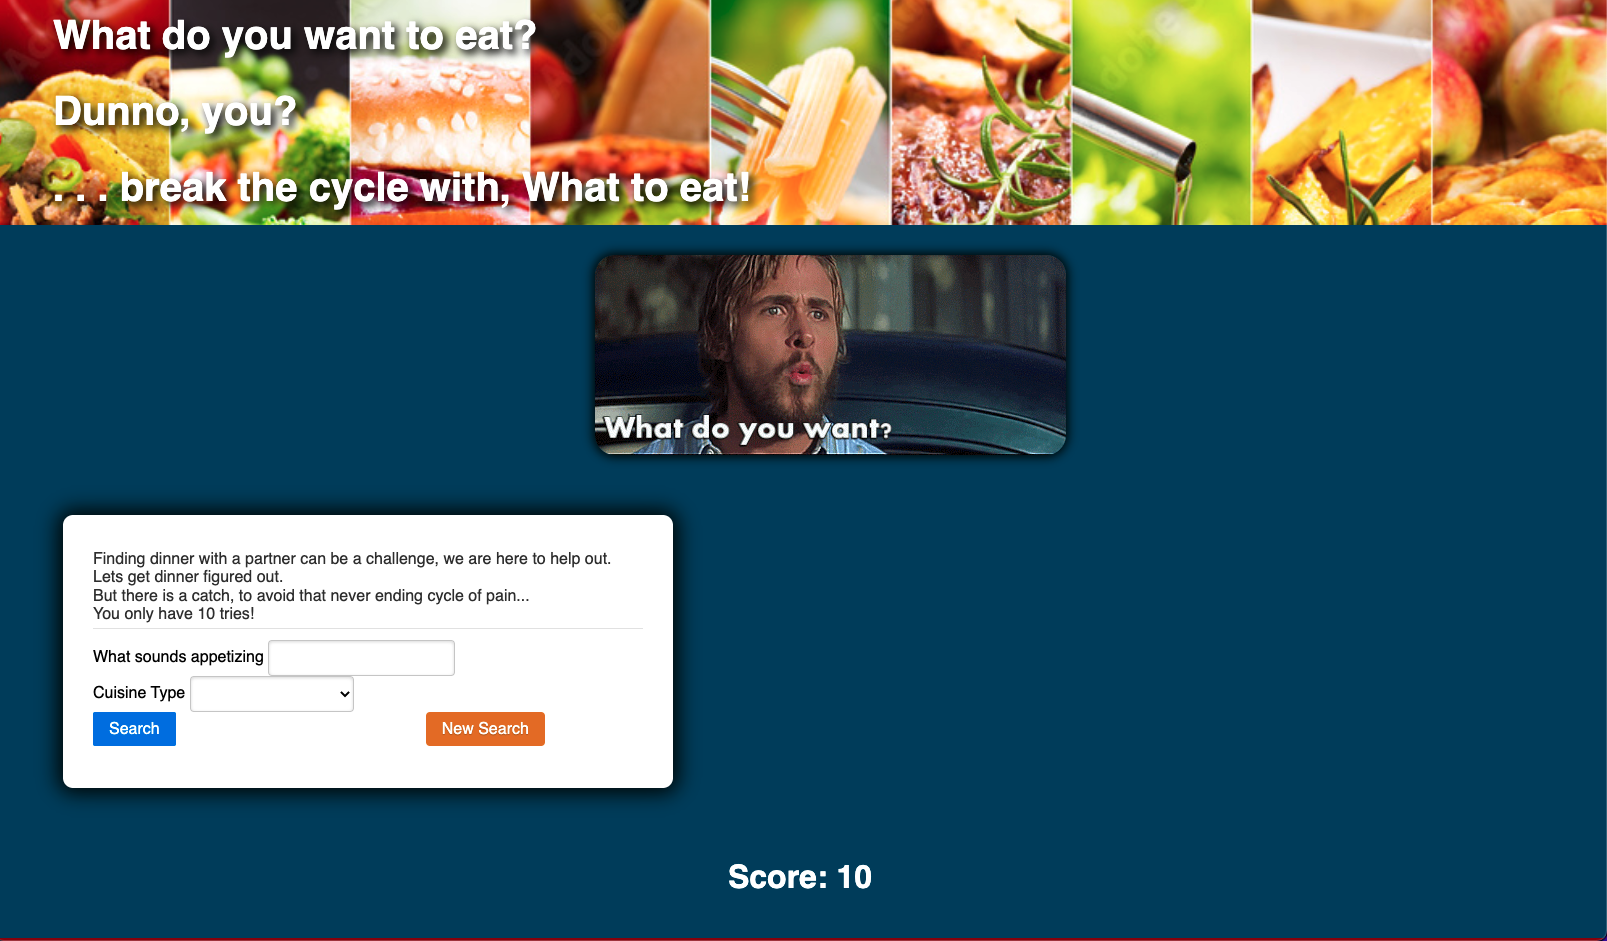 What do you want to eat?
Dunno, you?
. . . break the cycle with, What to eat!
What do you want?
Finding dinner with a partner can be a challenge, we are here to help out.
Lets get dinner figured out.
But there is a catch, to avoid that never ending cycle of pain...
You only have 10 tries!
What sounds appetizing
Cuisine Type
Search
New Search
Score: 10